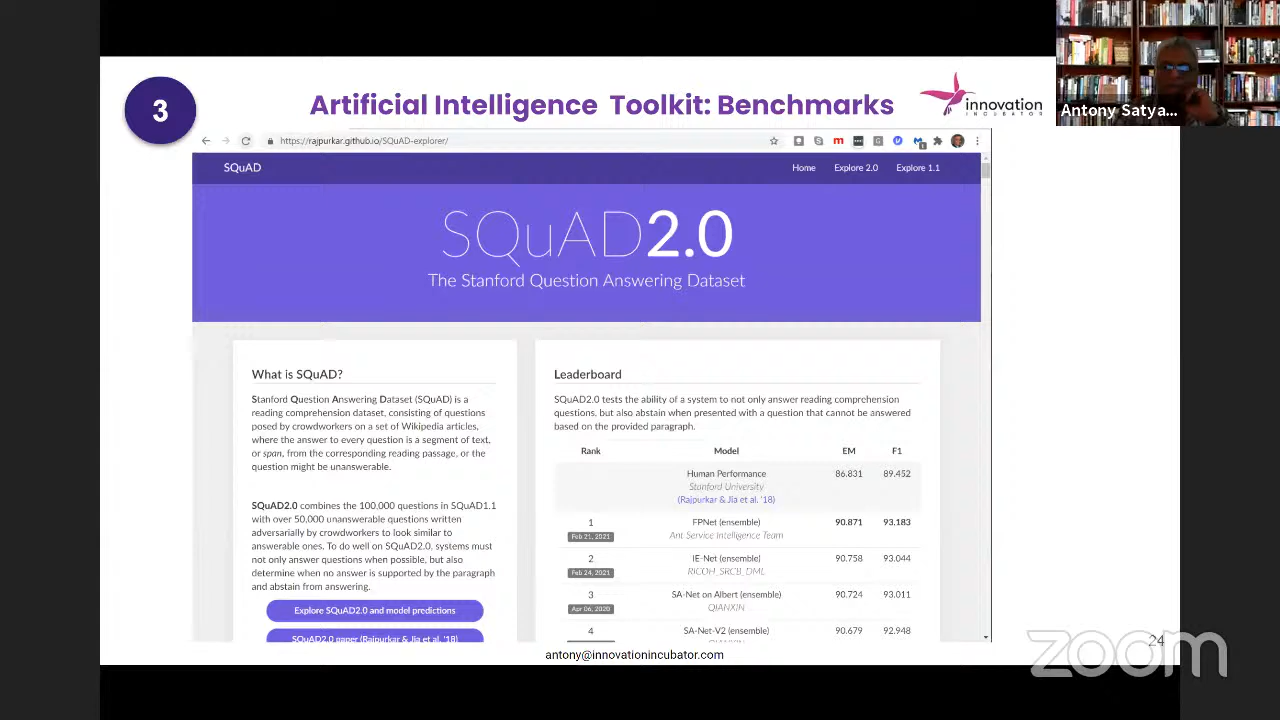 3
Artificial Intelligence Toolkit: Benchmarks
innovation
INCUBATOR
Antony Satya...
https://rajpurkar.github.io/SQuAD-explorer/
SQuAD
Home
Explore 2.0
Explore 1.1
SQuAD2.0
The Stanford Question Answering Dataset
What is SQuAD?
Stanford Question Answering Dataset (SQuAD) is a
reading comprehension dataset, consisting of questions
posed by crowdworkers on a set of Wikipedia articles,
where the answer to every question is a segment of text,
or span, from the corresponding reading passage, or the
question might be unanswerable.
SQuAD2.0 combines the 100,000 questions in SQuAD1.1
with over 50,000 unanswerable questions written
adversarially by crowdworkers to look similar to
answerable ones. To do well on SQuAD2.0, systems must
not only answer questions when possible, but also
determine when no answer is supported by the paragraph
and abstain from answering.
Explore SQuAD2.0 and model predictions
SQuAD2.0 paper (Rajpurkar & Jia et al. '18)
Leaderboard
SQuAD2.0 tests the ability of a system to not only answer reading comprehension
questions, but also abstain when presented with a question that cannot be answered
based on the provided paragraph.
Rank Model EM F1
Human Performance 86.831 89.452
Stanford University
(Rajpurkar & Jia et al. '18)
1 FPNet (ensemble) 90.871 93.183
Feb 21, 2021 Ant Service Intelligence Team
2 IE-Net (ensemble) 90.758 93.044
Feb 24, 2021 RICOH_SRCB_DML
3 SA-Net on Albert (ensemble) 90.724 93.011
Apr 06, 2020 QIANXIN
4 SA-Net-V2 (ensemble) 90.679 92.948
QIANXIN
antony@innovationincubator.com
24
zoom